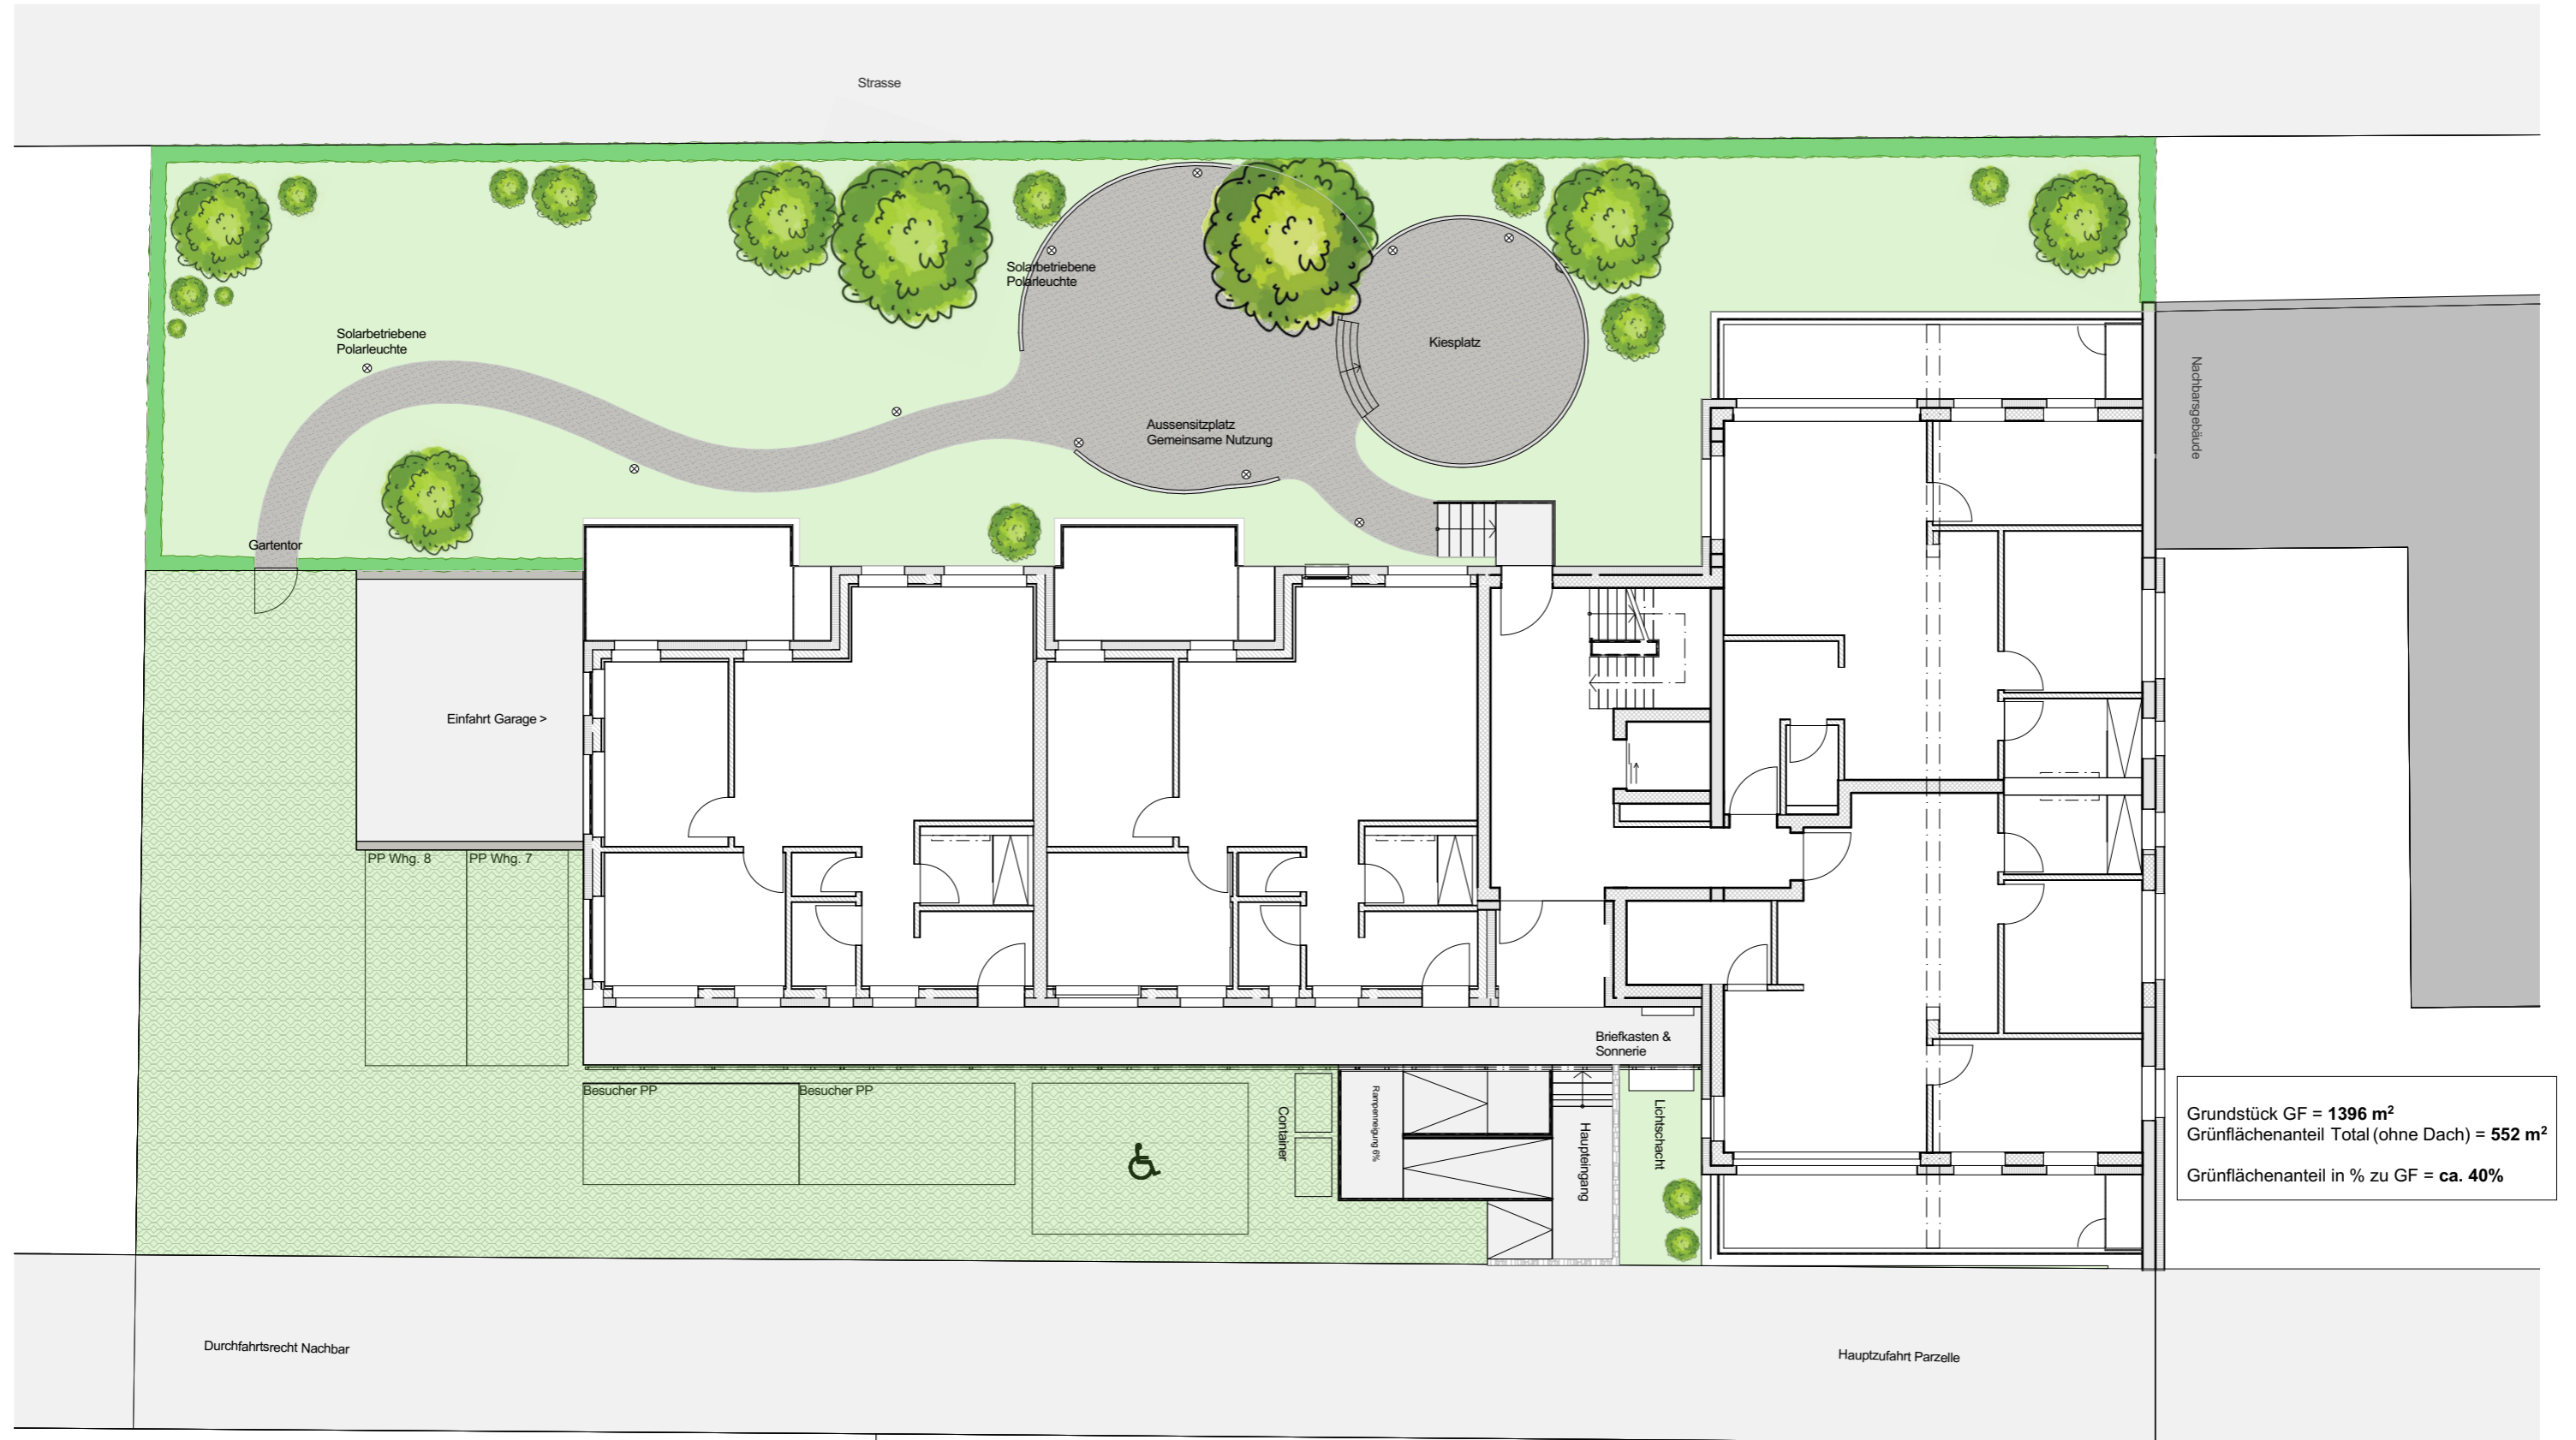 Strasse
Solarbetriebene
Polarleuchte
Solarbetriebene
Polarleuchte
Kiesplatz
Nachbarsgebäude
Aussensitzplatz
Gemeinsame Nutzung
Gartentor
Einfahrt Garage >
PP Whg. 8
PP Whg. 7
Briefkasten &
Sonnerie
Besucher PP
Besucher PP
Container
Rampenneigung 6%
Haupteingang
Lichtschacht
Grundstück GF = 1396 m²
Grünflächenanteil Total (ohne Dach) = 552 m²
Grünflächenanteil in % zu GF = ca. 40%
Durchfahrtsrecht Nachbar
Hauptzufahrt Parzelle